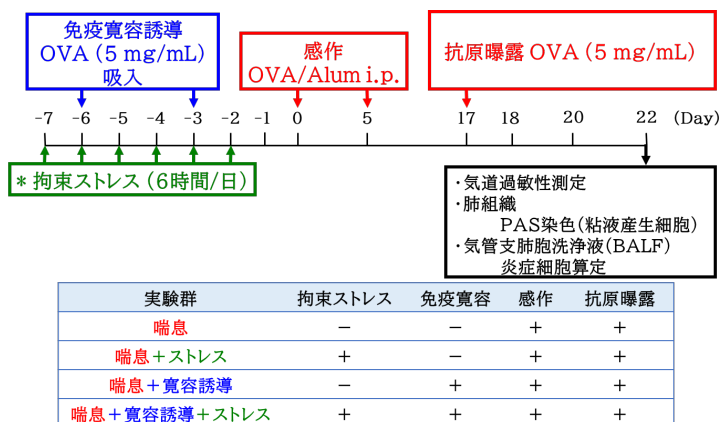 免疫寛容誘導
OVA (5 mg/mL)
吸入
感作
OVA/Alum i.p.
抗原曝露 OVA (5 mg/mL)
-7 -6 -5 -4 -3 -2 -1 0 5 17 18 20 22 (Day)
＊拘束ストレス (6時間/日)
・気道過敏性測定
・肺組織
PAS染色(粘液産生細胞)
・気管支肺胞洗浄液(BALF)
炎症細胞算定
実験群 拘束ストレス 免疫寛容 感作 抗原曝露
喘息 − − + +
喘息+ストレス + − + +
喘息+寛容誘導 − + + +
喘息+寛容誘導+ストレス + + + +